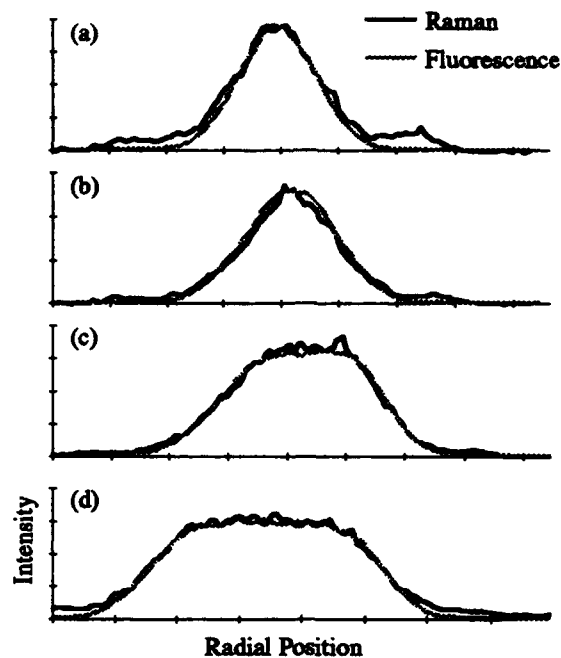 (a)
Raman
Fluorescence
(b)
(c)
(d)
Intensity
Radial Position